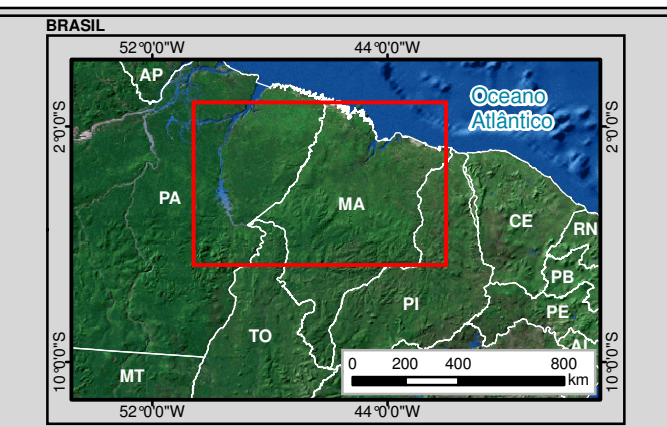 BRASIL
52°0'0"W 44°0'0"W
AP
Oceano
Atlântico
2°0'0"S 2°0'0"S
PA
MA
CE
RN
PB
PI
PE
TO
AL
MT
0 200 400 800
km
10°0'0"S 10°0'0"S
52°0'0"W 44°0'0"W